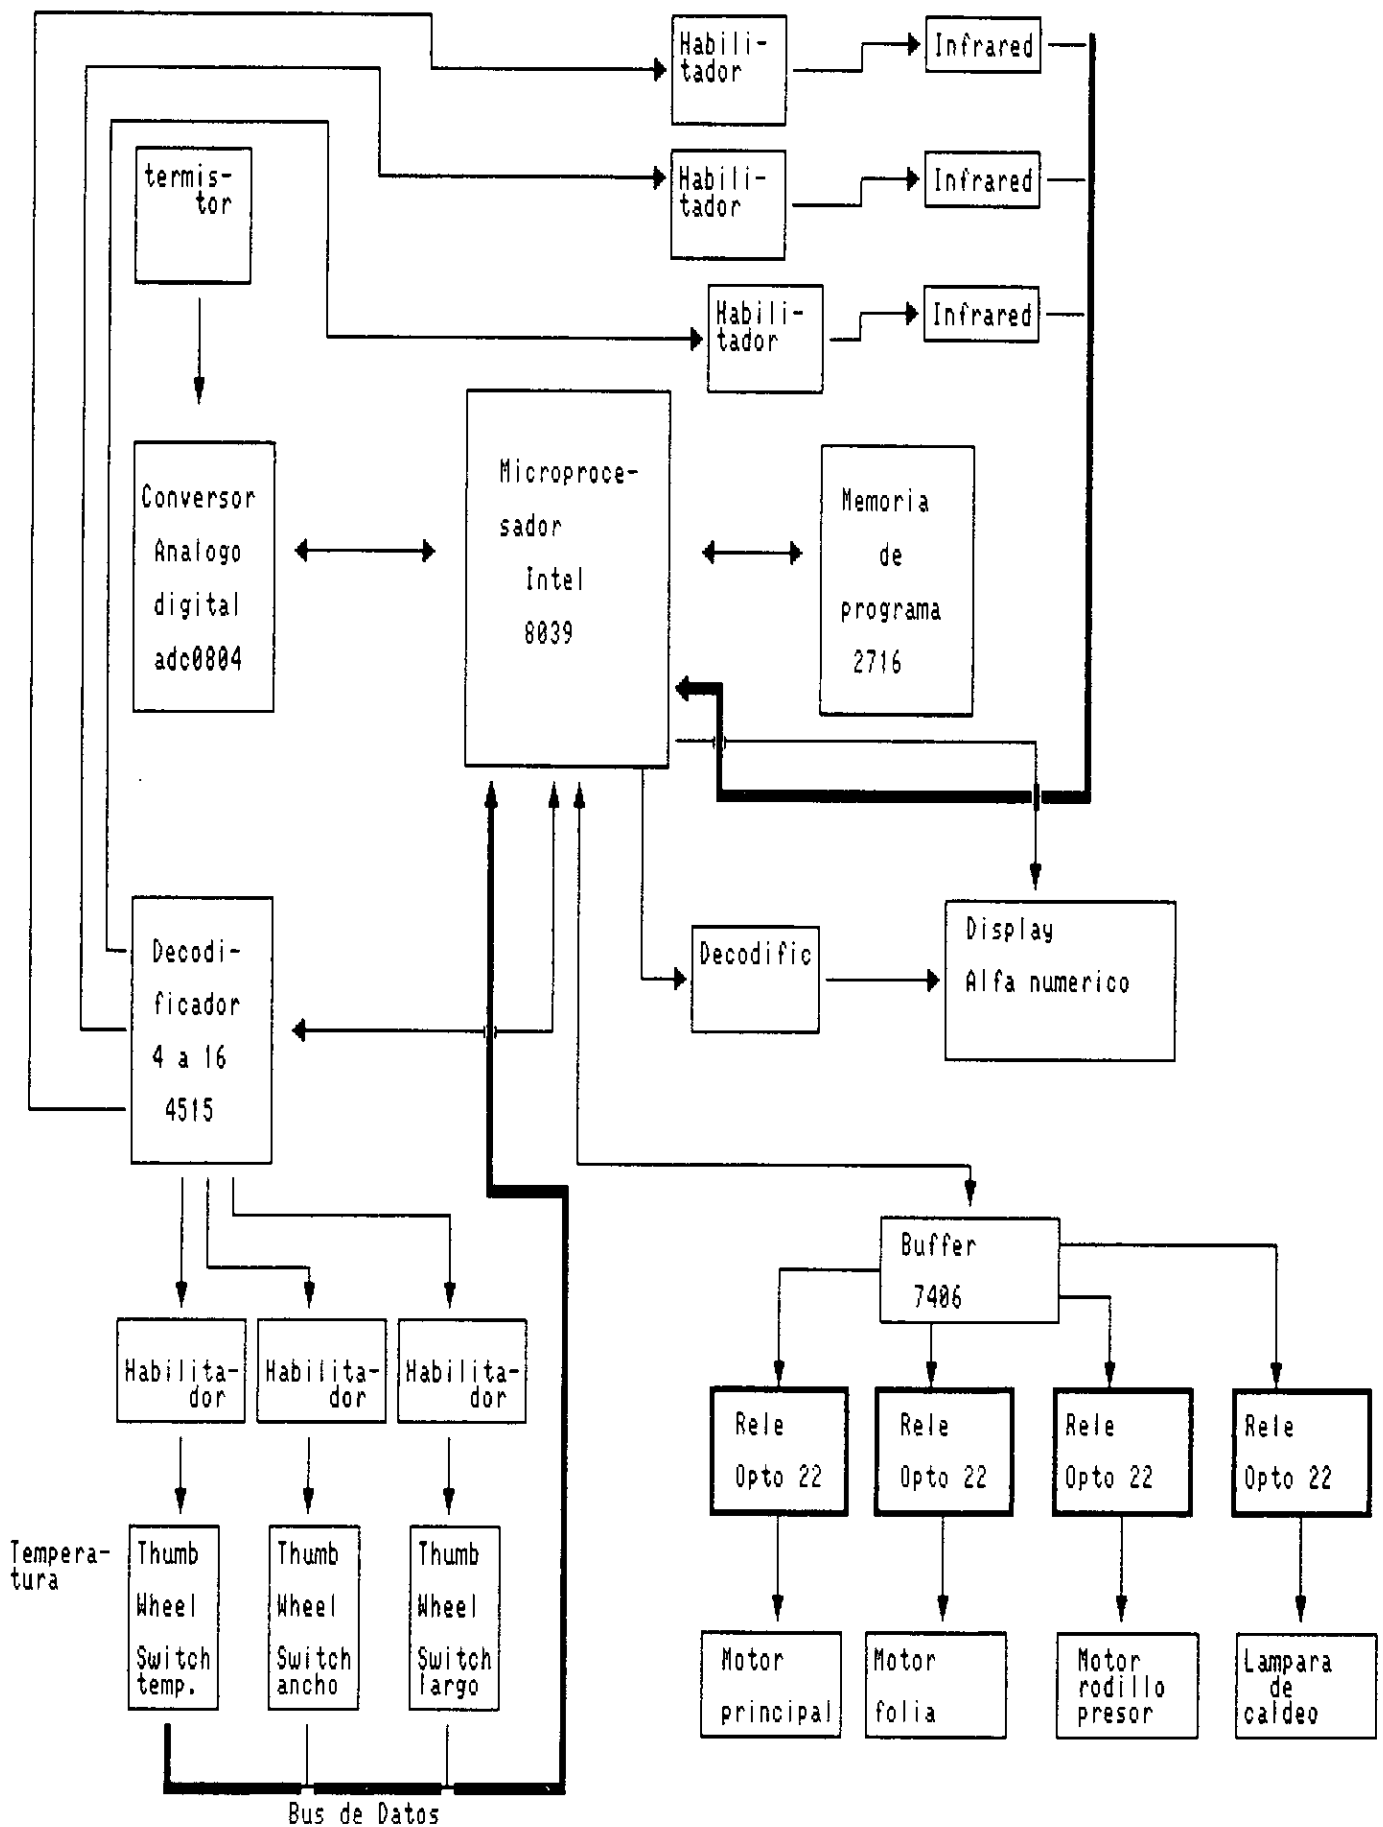 Habili-
tador
Infrared
Habili-
tador
Infrared
termis-
tor
Habili-
tador
Infrared
Conversor
Analogo
digital
adc0804
Microproce-
sador
Intel
8039
Memoria
de
programa
2716
Decodi-
ficador
4 a 16
4515
Decodific
Display
Alfa numerico
Buffer
7406
Habilita-
dor
Habilita-
dor
Habilita-
dor
Rele
Opto 22
Rele
Opto 22
Rele
Opto 22
Rele
Opto 22
Tempera-
tura
Thumb
Wheel
Switch
temp.
Thumb
Wheel
Switch
ancho
Thumb
Wheel
Switch
largo
Motor
principal
Motor
folia
Motor
rodillo
presor
Lampara
de
caldeo
Bus de Datos